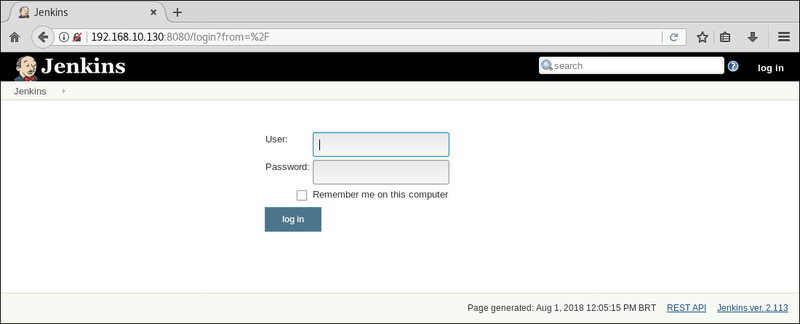 Jenkins
192.168.10.130:8080/login?from=%2F
Jenkins
search
log in
Jenkins
User:
Password:
Remember me on this computer
log in
Page generated: Aug 1, 2018 12:05:15 PM BRT REST API Jenkins ver. 2.113